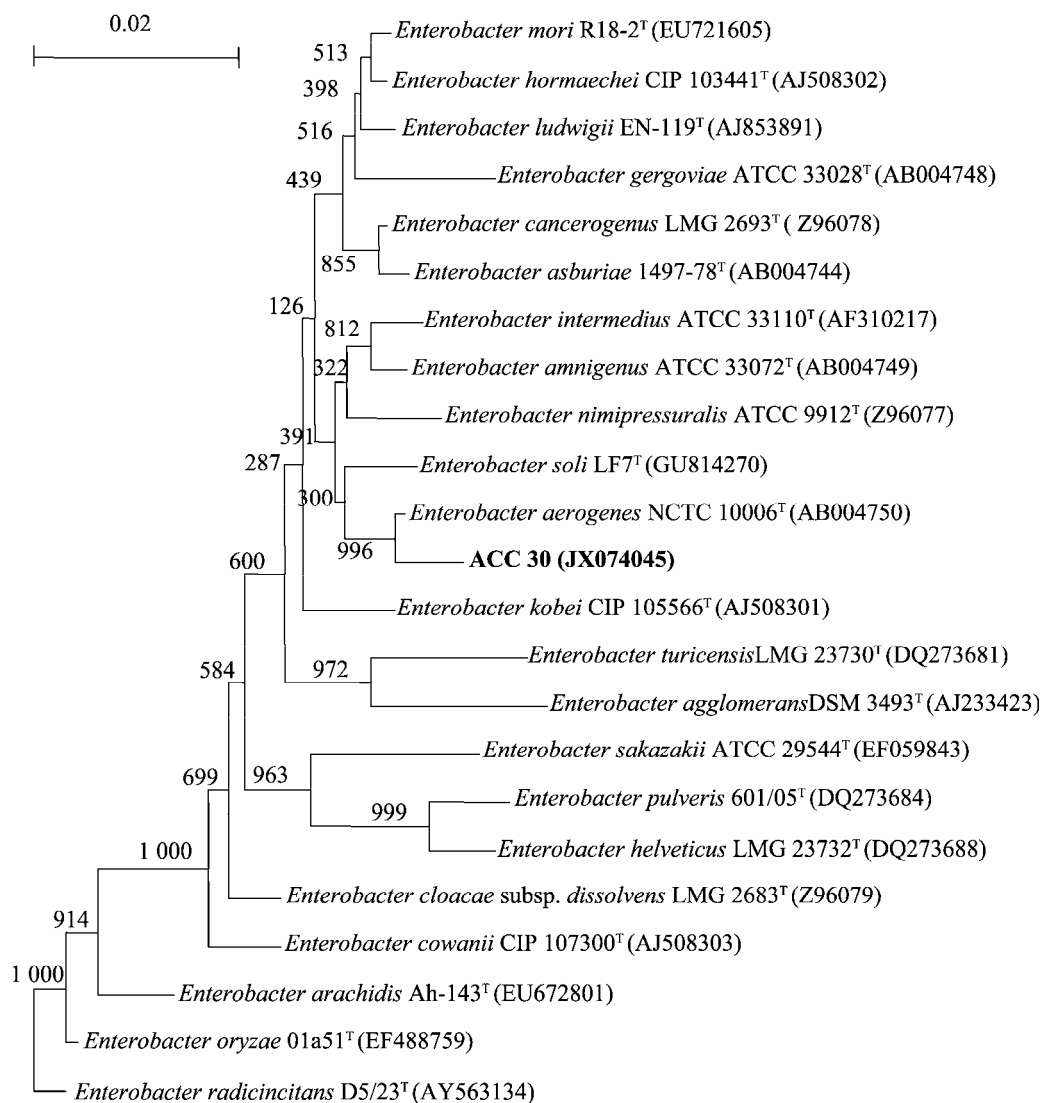 0.02
Enterobacter mori R18-2ᵀ (EU721605)
513
Enterobacter hormaechei CIP 103441ᵀ (AJ508302)
398
Enterobacter ludwigii EN-119ᵀ (AJ853891)
516
Enterobacter gergoviae ATCC 33028ᵀ (AB004748)
439
Enterobacter cancerogenus LMG 2693ᵀ ( Z96078)
855
Enterobacter asburiae 1497-78ᵀ (AB004744)
126
Enterobacter intermedius ATCC 33110ᵀ (AF310217)
812
Enterobacter amnigenus ATCC 33072ᵀ (AB004749)
322
Enterobacter nimipressuralis ATCC 9912ᵀ (Z96077)
391
287
Enterobacter soli LF7ᵀ (GU814270)
300
Enterobacter aerogenes NCTC 10006ᵀ (AB004750)
996
ACC 30 (JX074045)
600
Enterobacter kobei CIP 105566ᵀ (AJ508301)
Enterobacter turicensisLMG 23730ᵀ (DQ273681)
584
972
Enterobacter agglomeransDSM 3493ᵀ (AJ233423)
Enterobacter sakazakii ATCC 29544ᵀ (EF059843)
699
963
Enterobacter pulveris 601/05ᵀ (DQ273684)
999
Enterobacter helveticus LMG 23732ᵀ (DQ273688)
1 000
Enterobacter cloacae subsp. dissolvens LMG 2683ᵀ (Z96079)
914
Enterobacter cowanii CIP 107300ᵀ (AJ508303)
1 000
Enterobacter arachidis Ah-143ᵀ (EU672801)
Enterobacter oryzae 01a51ᵀ (EF488759)
Enterobacter radicincitans D5/23ᵀ (AY563134)